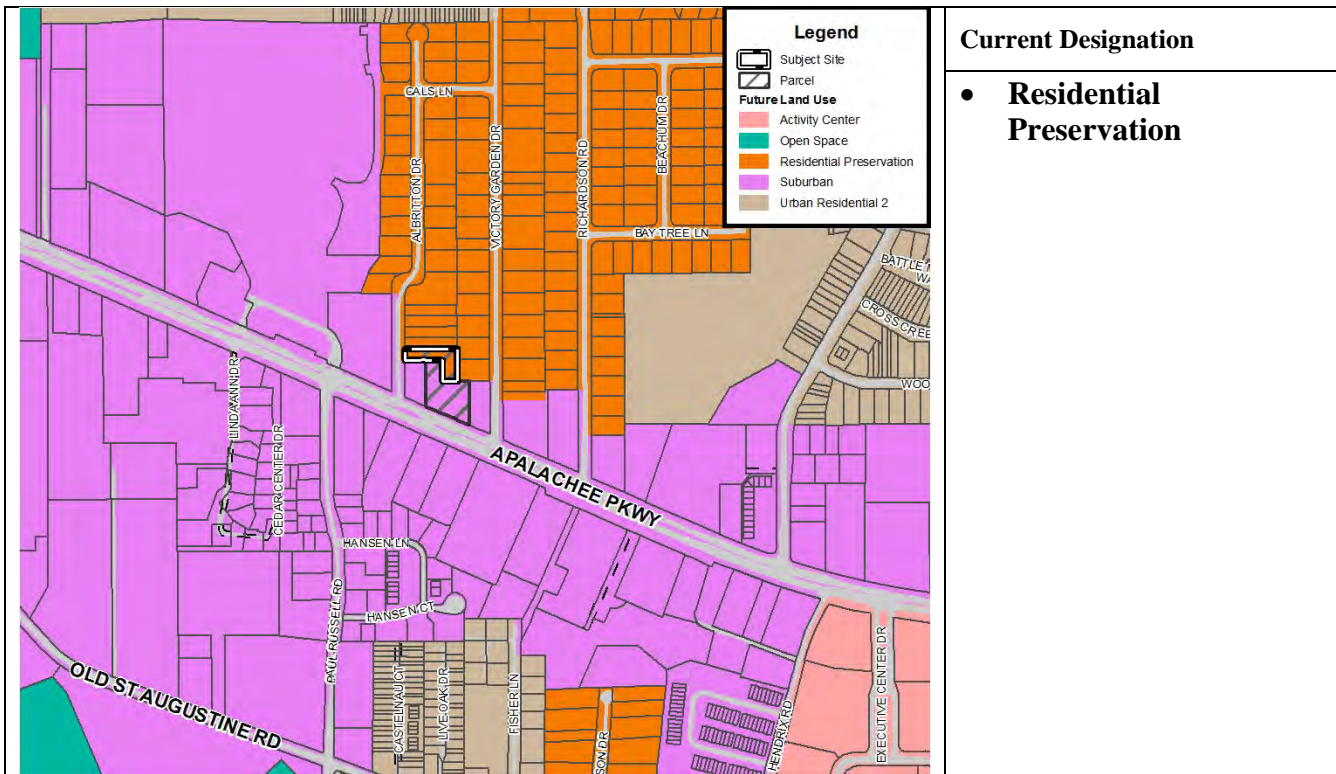 Legend
Subject Site
Parcel
Future Land Use
Activity Center
Open Space
Residential Preservation
Suburban
Urban Residential 2
CALS LN
ALBRITTON DR
VICTORY GARDEN DR
RICHARDSON RD
BEACHUM DR
BAY TREE LN
BATTLE
WA
CROSS CREE
WOO
LINDA ANN DR
CEDAR CENTER DR
APALACHEE PKWY
HANSEN LN
HANSEN CT
PAUL RUSSELL RD
OLD ST AUGUSTINE RD
CASTELNAU CT
LIVE OAK DR
FISHER LN
SON DR
HENDRIX RD
EXECUTIVE CENTER DR
Current Designation
• Residential
Preservation